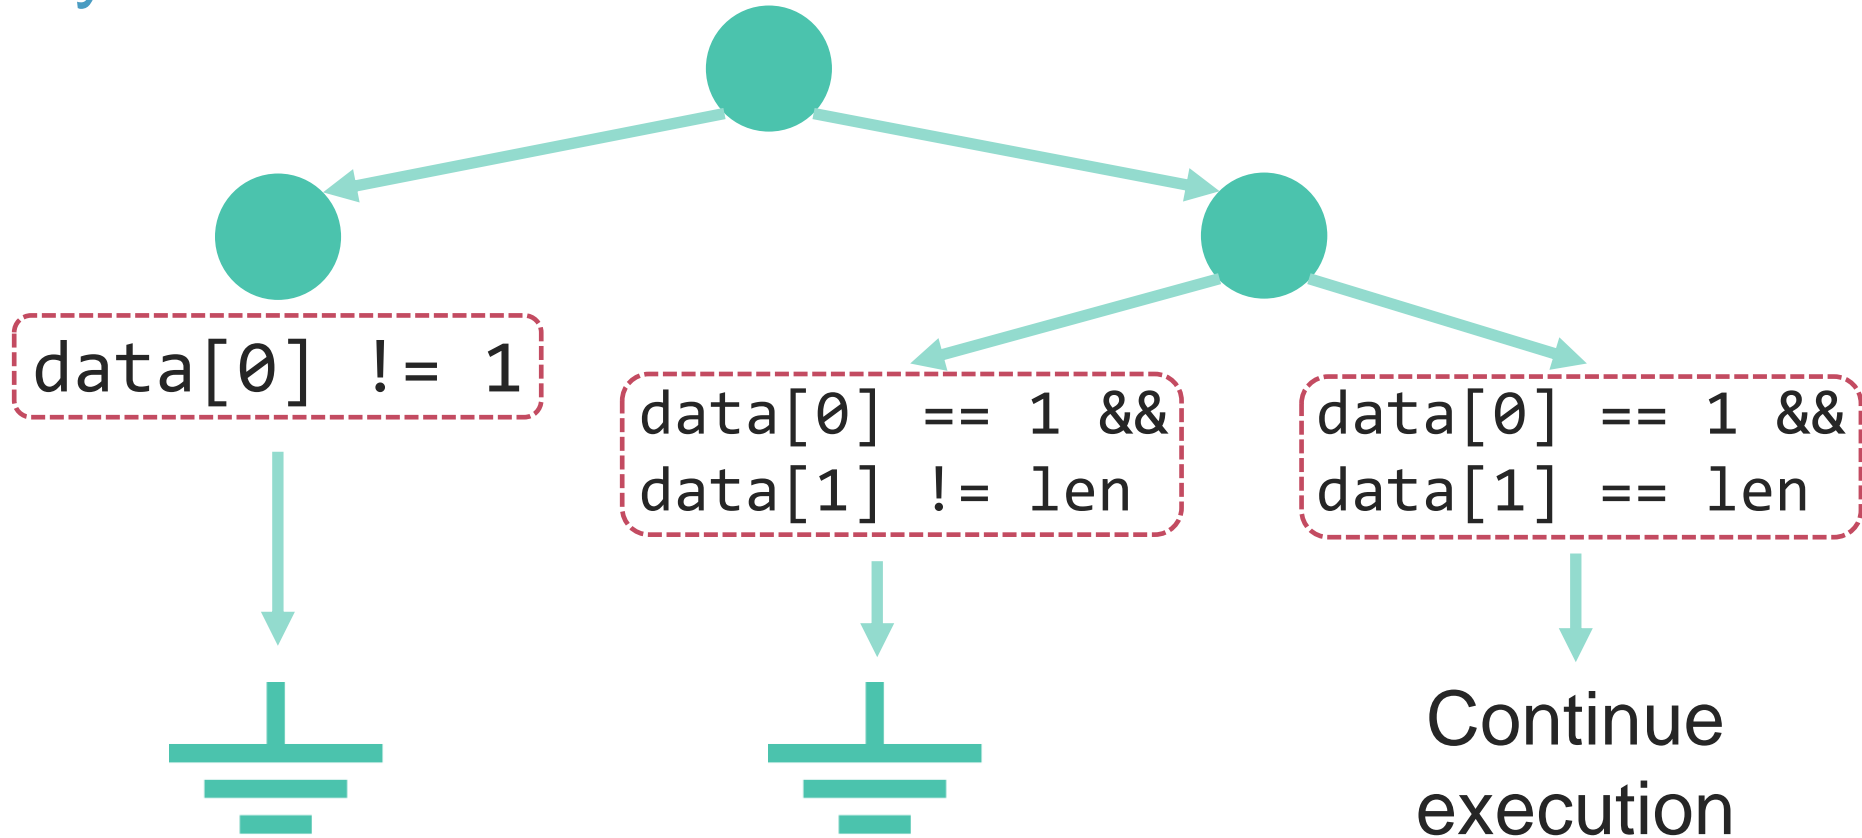 data[0] != 1
data[0] == 1 &&
data[1] != len
data[0] == 1 &&
data[1] == len
Continue
execution